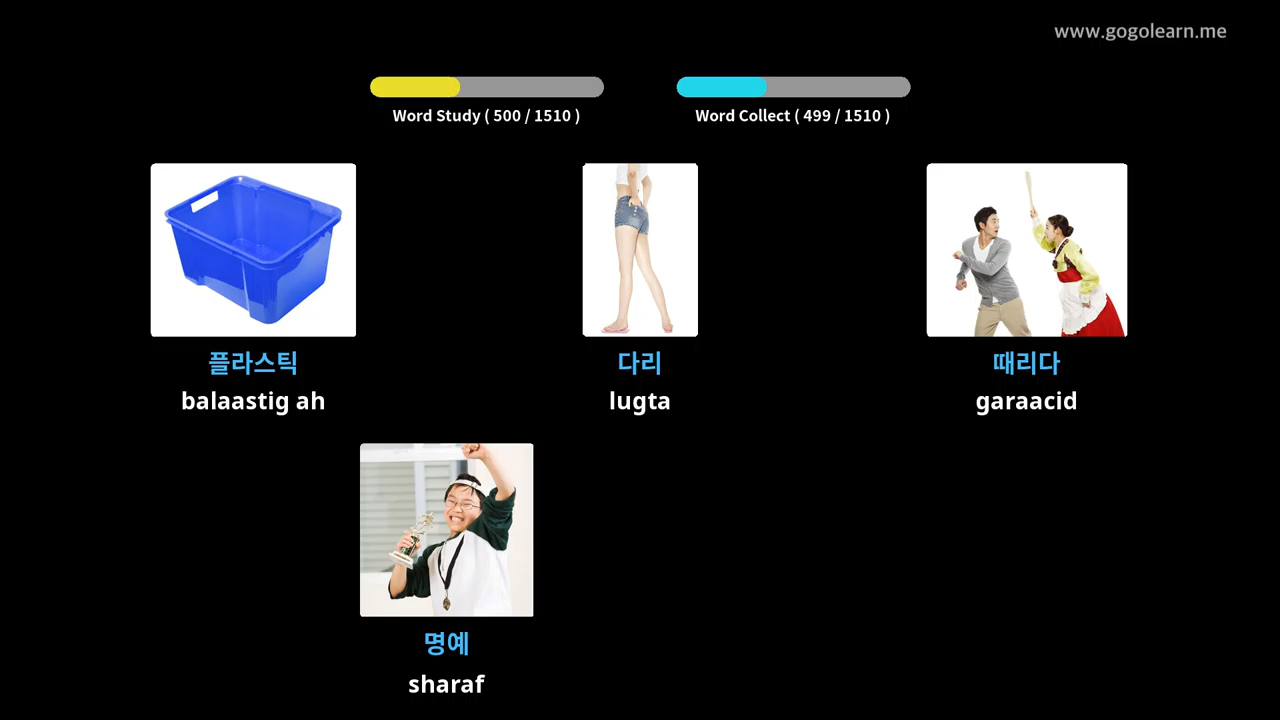 www.gogolearn.me
Word Study ( 500 / 1510 )
Word Collect ( 499 / 1510 )
플라스틱
balaastig ah
다리
lugta
때리다
garaacid
명예
sharaf